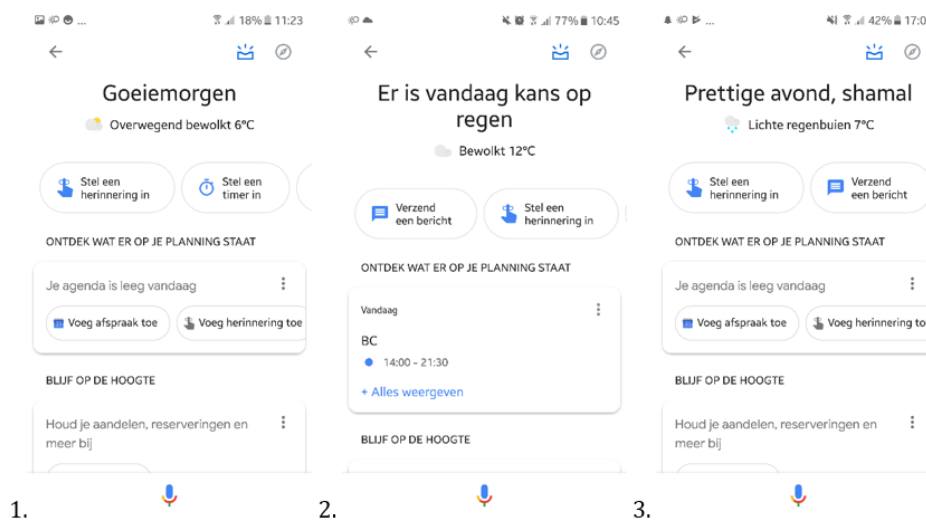 ... 18% 11:23
Goeiemorgen
Overwegend bewolkt 6°C
Stel een
herinnering in
Stel een
timer in
ONTDEK WAT ER OP JE PLANNING STAAT
Je agenda is leeg vandaag
Voeg afspraak toe
Voeg herinnering toe
BLIJF OP DE HOOGTE
Houd je aandelen, reserveringen en
meer bij
1.
77% 10:45
Er is vandaag kans op
regen
Bewolkt 12°C
Verzend
een bericht
Stel een
herinnering in
ONTDEK WAT ER OP JE PLANNING STAAT
Vandaag
BC
14:00 - 21:30
+ Alles weergeven
BLIJF OP DE HOOGTE
2.
... 42% 17:0
Prettige avond, shamal
Lichte regenbuien 7°C
Stel een
herinnering in
Verzend
een bericht
ONTDEK WAT ER OP JE PLANNING STAAT
Je agenda is leeg vandaag
Voeg afspraak toe
Voeg herinnering to
BLIJF OP DE HOOGTE
Houd je aandelen, reserveringen en
meer bij
3.